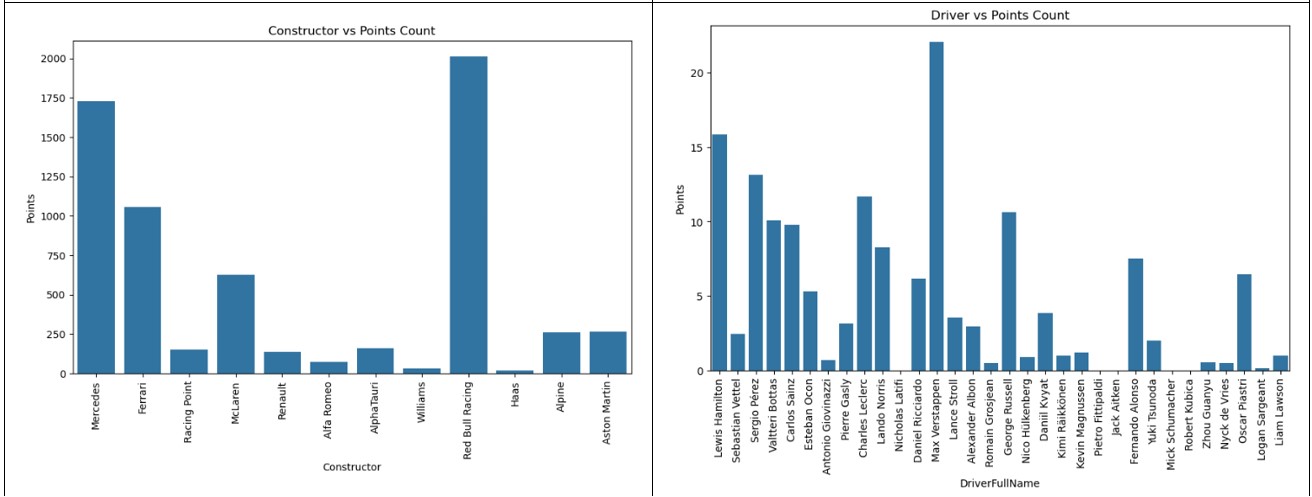 Constructor vs Points Count
2000
1750
1500
1250
1000
750
500
250
0
Points
Mercedes
Ferrari
Racing Point
McLaren
Renault
Alfa Romeo
AlphaTauri
Williams
Red Bull Racing
Haas
Alpine
Aston Martin
Constructor
Driver vs Points Count
20
15
10
5
0
Points
Lewis Hamilton
Sebastian Vettel
Sergio Pérez
Valtteri Bottas
Carlos Sainz
Esteban Ocon
Antonio Giovinazzi
Pierre Gasly
Charles Leclerc
Lando Norris
Nicholas Latifi
Daniel Ricciardo
Max Verstappen
Lance Stroll
Alexander Albon
Romain Grosjean
George Russell
Nico Hülkenberg
Daniil Kvyat
Kimi Räikkönen
Kevin Magnussen
Pietro Fittipaldi
Jack Aitken
Fernando Alonso
Yuki Tsunoda
Mick Schumacher
Robert Kubica
Zhou Guanyu
Nyck de Vries
Oscar Piastri
Logan Sargeant
Liam Lawson
DriverFullName